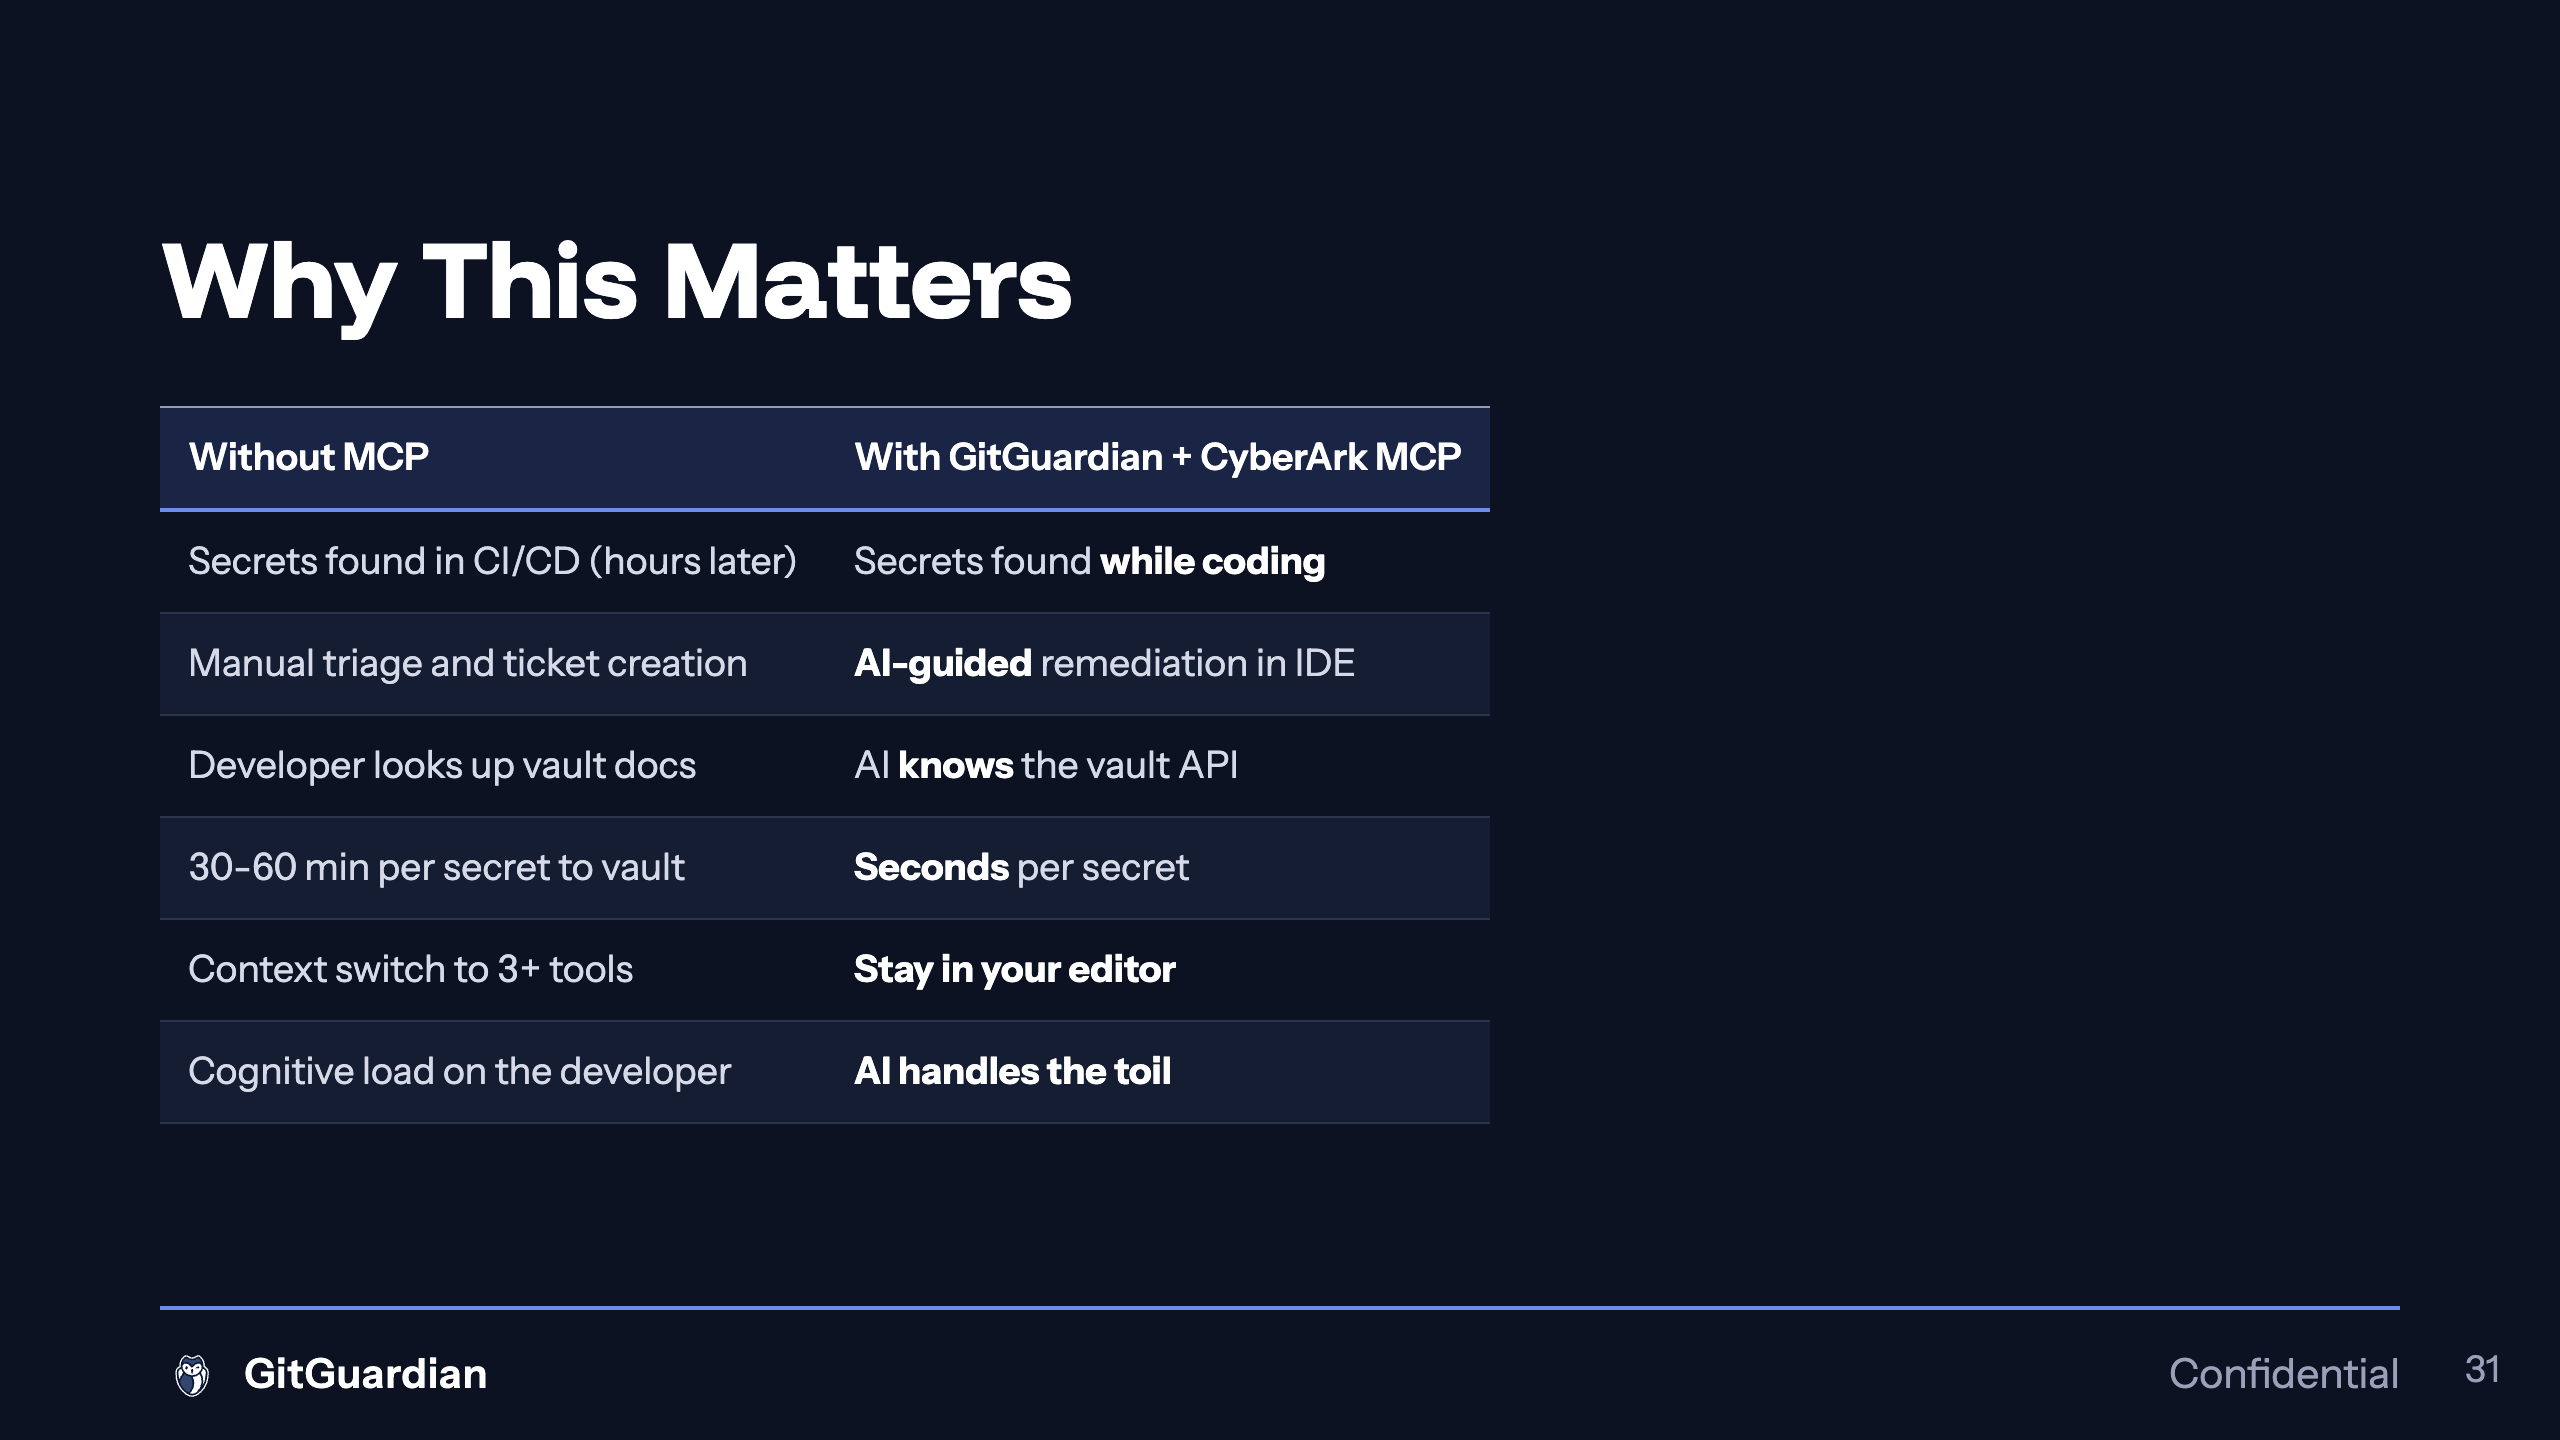 Why This Matters
Without MCP
With GitGuardian + CyberArk MCP
Secrets found in CI/CD (hours later)
Secrets found while coding
Manual triage and ticket creation
AI-guided remediation in IDE
Developer looks up vault docs
AI knows the vault API
30-60 min per secret to vault
Seconds per secret
Context switch to 3+ tools
Stay in your editor
Cognitive load on the developer
AI handles the toil
GitGuardian
Confidential
31